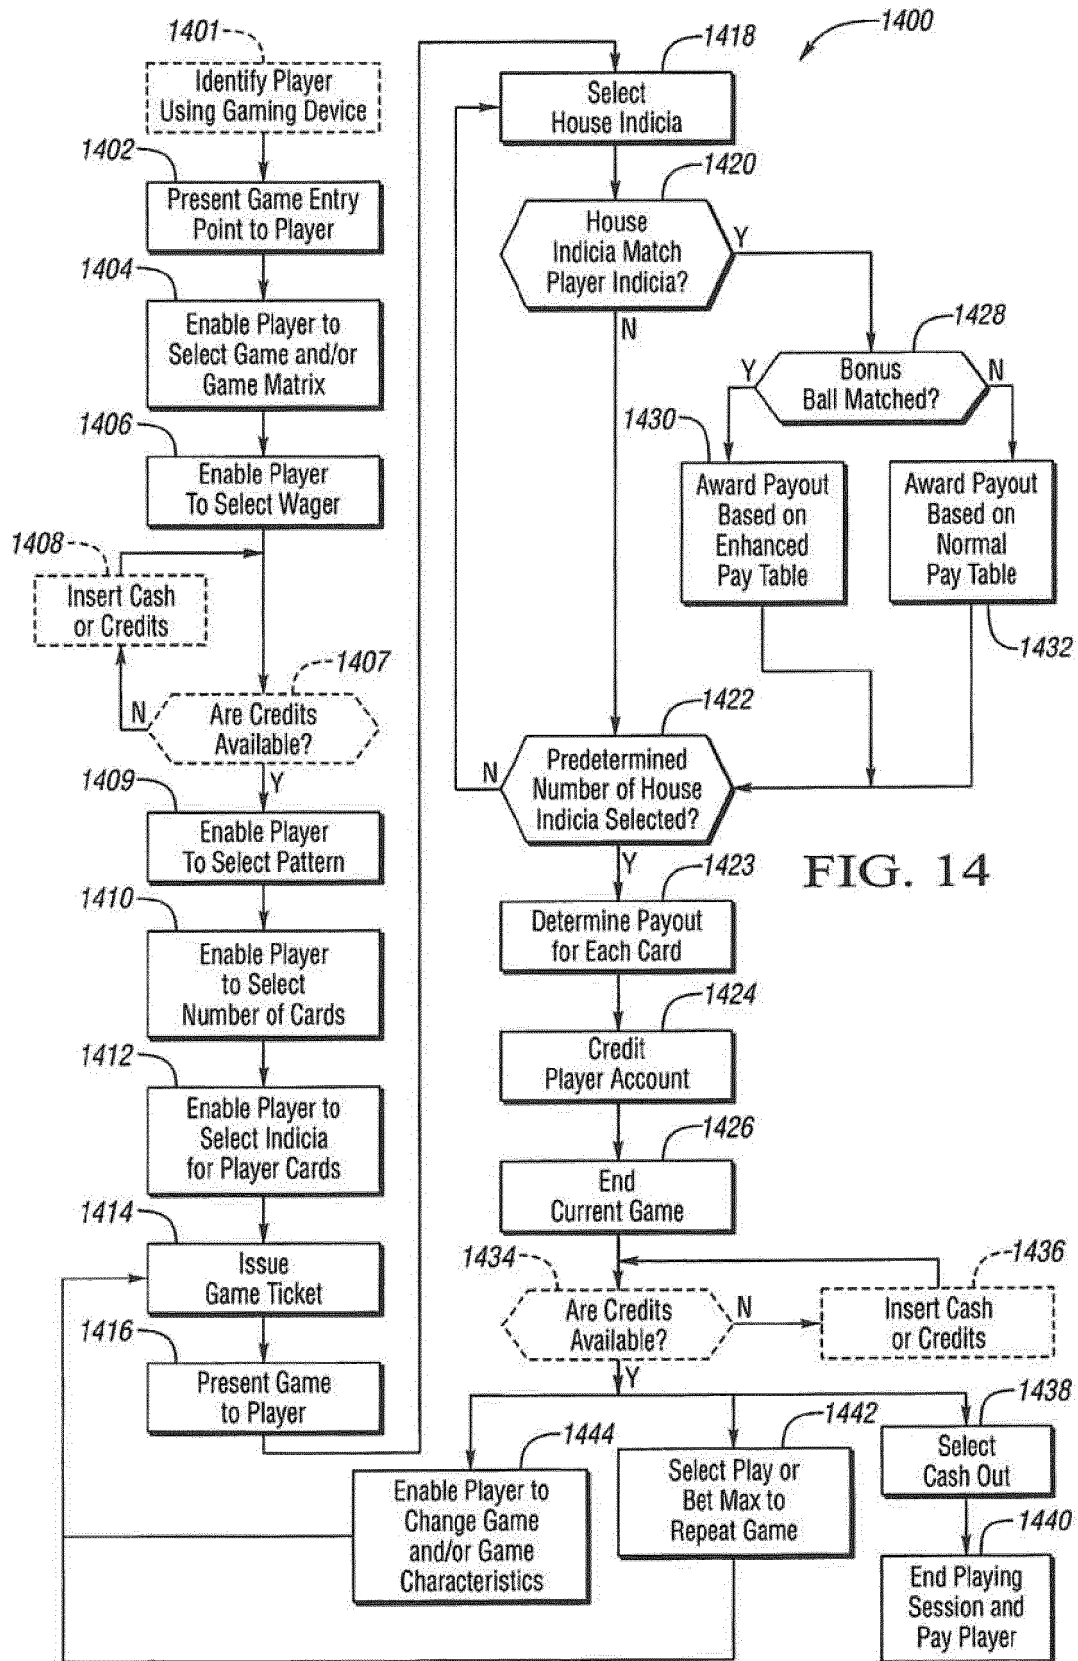 1400
1401
Identify Player
Using Gaming Device
1402
Present Game Entry
Point to Player
1404
Enable Player to
Select Game and/or
Game Matrix
1406
Enable Player
To Select Wager
1408
Insert Cash
or Credits
1407
N
Are Credits
Available?
Y
1409
Enable Player
To Select Pattern
1410
Enable Player
to Select
Number of Cards
1412
Enable Player to
Select Indicia
for Player Cards
1414
Issue
Game Ticket
1416
Present Game
to Player
1418
Select
House Indicia
1420
House
Indicia Match
Player Indicia?
Y
N
1428
Y
Bonus
Ball Matched?
N
1430
Award Payout
Based on
Enhanced
Pay Table
Award Payout
Based on
Normal
Pay Table
1432
1422
N
Predetermined
Number of House
Indicia Selected?
Y
FIG. 14
1423
Determine Payout
for Each Card
1424
Credit
Player Account
1426
End
Current Game
1434
Are Credits
Available?
N
1436
Insert Cash
or Credits
Y
1444
Enable Player to
Change Game
and/or Game
Characteristics
1442
Select Play or
Bet Max to
Repeat Game
1438
Select
Cash Out
1440
End Playing
Session and
Pay Player